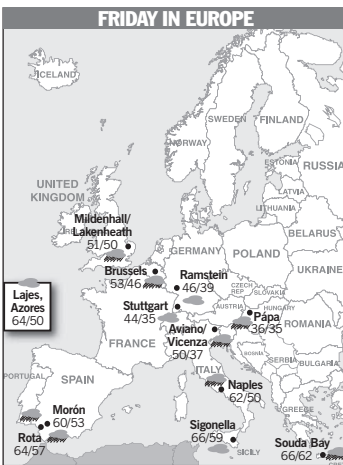 FRIDAY IN EUROPE
ICELAND
SWEDEN
FINLAND
NORWAY
RUSSIA
ESTONIA
LATVIA
LITHUANIA
UNITED
KINGDOM
Mildenhall/
Lakenheath
51/50
BELARUS
GERMANY
POLAND
UKRAINE
Brussels
53/46
Ramstein
46/39
CZECH
REP
SLOVAKIA
Lajes,
Azores
64/50
Stuttgart
44/35
AUSTRIA
HUNGARY
Pápa
36/35
ROMANIA
FRANCE
Aviano/
Vicenza
50/37
BOSNIA
SERBIA
BULGARIA
ITALY
PORTUGAL
SPAIN
Naples
62/50
Morón
60/53
GREECE
Rota
64/57
Sigonella
66/59
SICILY
Souda Bay
66/62